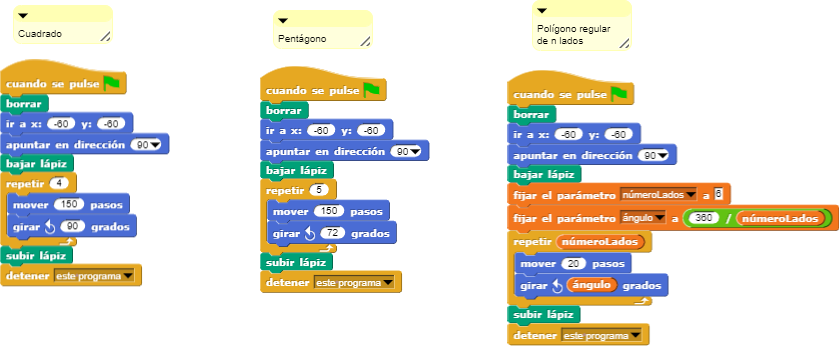 Cuadrado
cuando se pulse
borrar
ir a x: -60 y: -60
apuntar en dirección 90
bajar lápiz
repetir 4
mover 150 pasos
girar 90 grados
subir lápiz
detener este programa
Pentágono
cuando se pulse
borrar
ir a x: -60 y: -60
apuntar en dirección 90
bajar lápiz
repetir 5
mover 150 pasos
girar 72 grados
subir lápiz
detener este programa
Polígono regular
de n lados
cuando se pulse
borrar
ir a x: -60 y: -60
apuntar en dirección 90
bajar lápiz
fijar el parámetro númeroLados a 6
fijar el parámetro ángulo a 360 / númeroLados
repetir númeroLados
mover 20 pasos
girar ángulo grados
subir lápiz
detener este programa